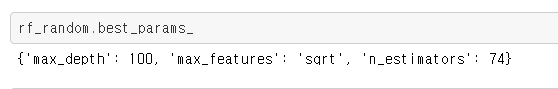 rf_random.best_params_
{'max_depth': 100, 'max_features': 'sqrt', 'n_estimators': 74}